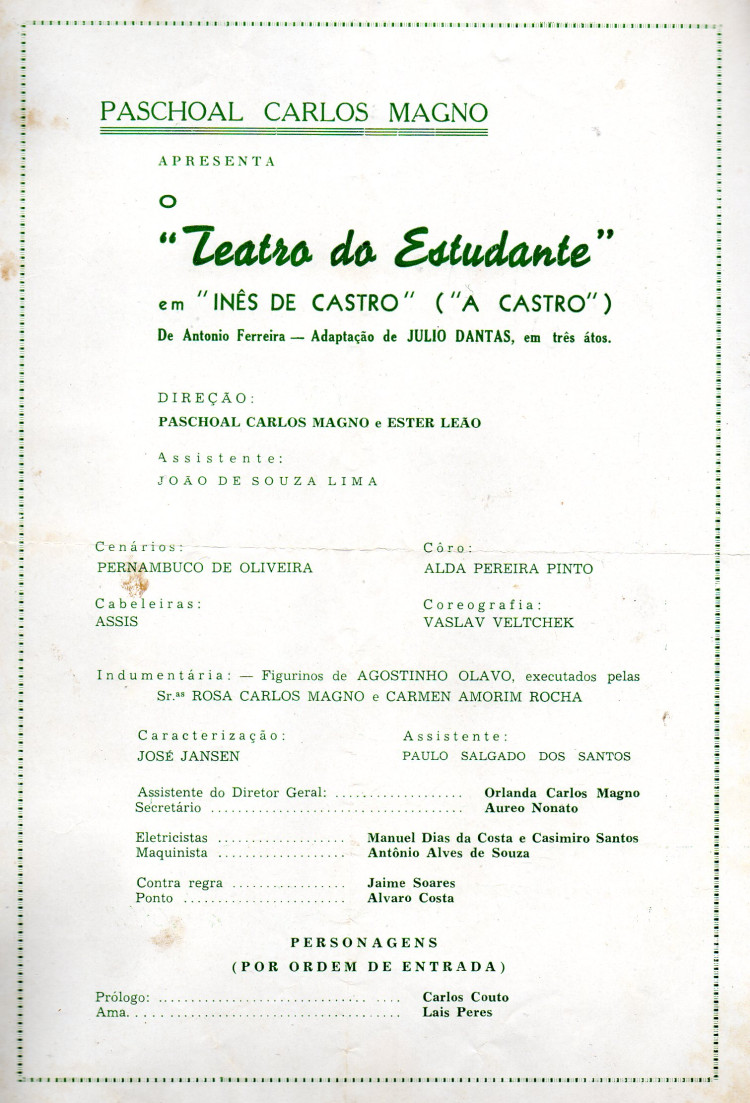 PASCHOAL CARLOS MAGNO
APRESENTA
O
"Teatro do Estudante"
em "INÊS DE CASTRO" ("A CASTRO")
De Antonio Ferreira — Adaptação de JULIO DANTAS, em três átos.
DIREÇÃO:
PASCHOAL CARLOS MAGNO e ESTER LEÃO
Assistente:
JOÃO DE SOUZA LIMA
Cenários:
PERNAMBUCO DE OLIVEIRA
Côro:
ALDA PEREIRA PINTO
Cabeleiras:
ASSIS
Coreografia:
VASLAV VELTCHEK
Indumentária: — Figurinos de AGOSTINHO OLAVO, executados pelas
Sr.as ROSA CARLOS MAGNO e CARMEN AMORIM ROCHA
Caracterização:
JOSÉ JANSEN
Assistente:
PAULO SALGADO DOS SANTOS
Assistente do Diretor Geral: ................... Orlanda Carlos Magno
Secretário ..................................... Aureo Nonato
Eletricistas ................... Manuel Dias da Costa e Casimiro Santos
Maquinista ................... Antônio Alves de Souza
Contra regra ................. Jaime Soares
Ponto ........................ Alvaro Costa
PERSONAGENS
(POR ORDEM DE ENTRADA)
Prólogo: ................................ .... Carlos Couto
Ama. ........................................ Lais Peres